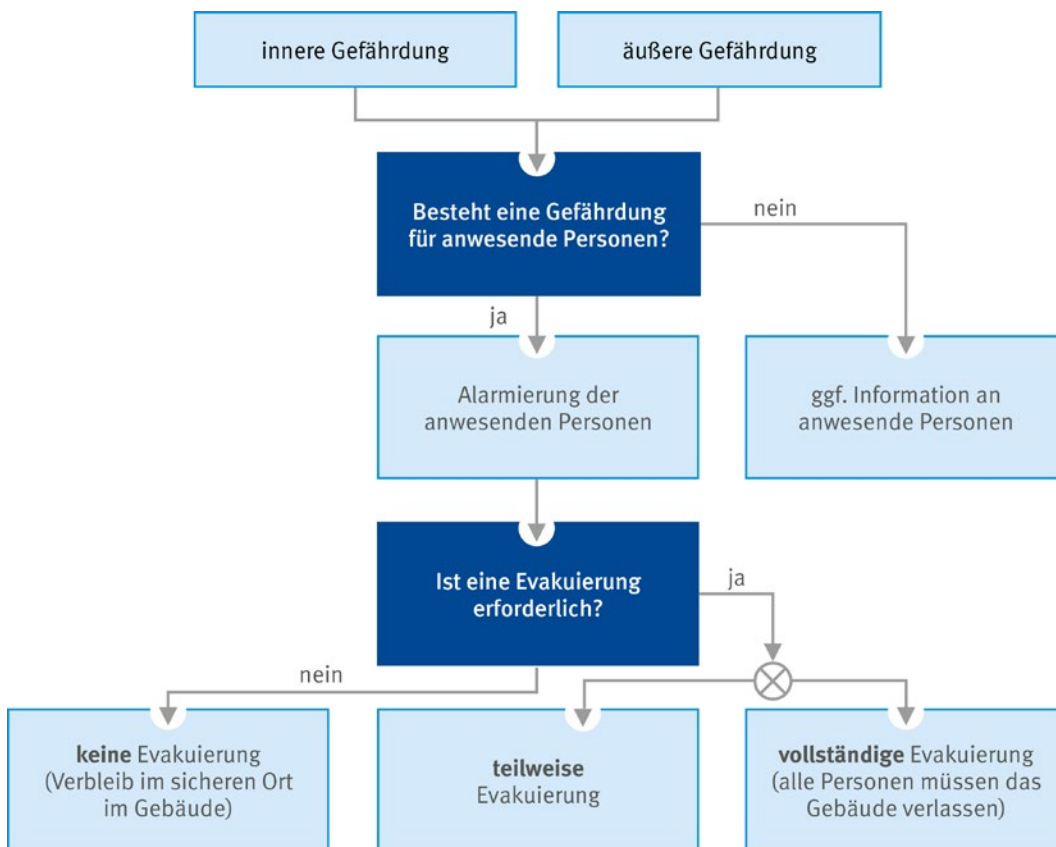 innere Gefährdung
äußere Gefährdung
Besteht eine Gefährdung
für anwesende Personen?
nein
ja
Alarmierung der
anwesenden Personen
ggf. Information an
anwesende Personen
Ist eine Evakuierung
erforderlich?
ja
nein
keine Evakuierung
(Verbleib im sicheren Ort
im Gebäude)
teilweise
Evakuierung
vollständige Evakuierung
(alle Personen müssen das
Gebäude verlassen)